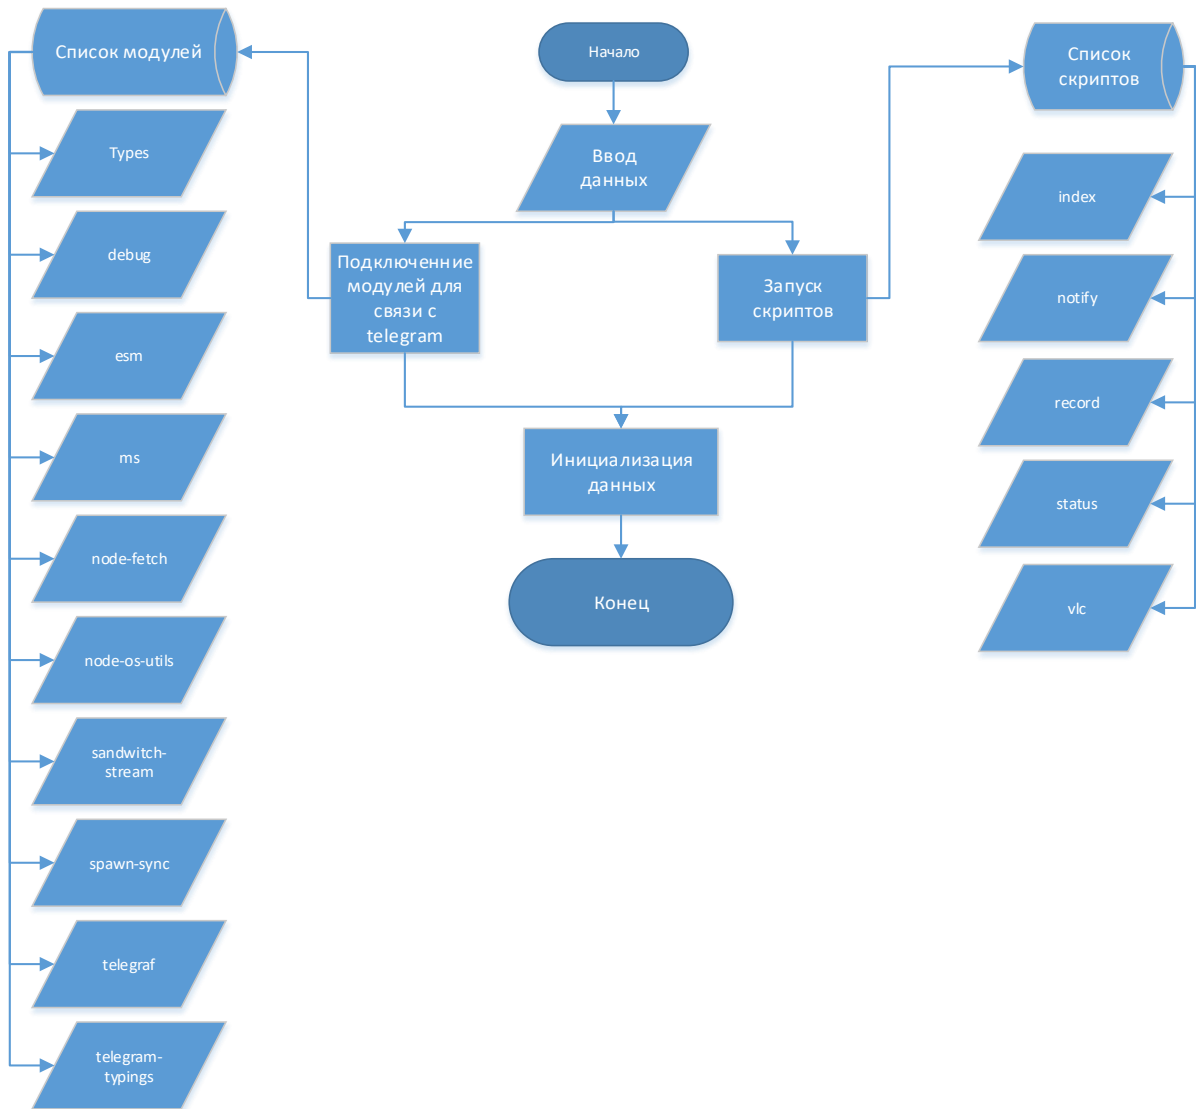 Список модулей
Types
debug
esm
ms
node-fetch
node-os-utils
sandwitch-
stream
spawn-sync
telegraf
telegram-
typings
Начало
Ввод
данных
Подключенние
модулей для
связи с
telegram
Запуск
скриптов
Инициализация
данных
Конец
Список
скриптов
index
notify
record
status
vlc